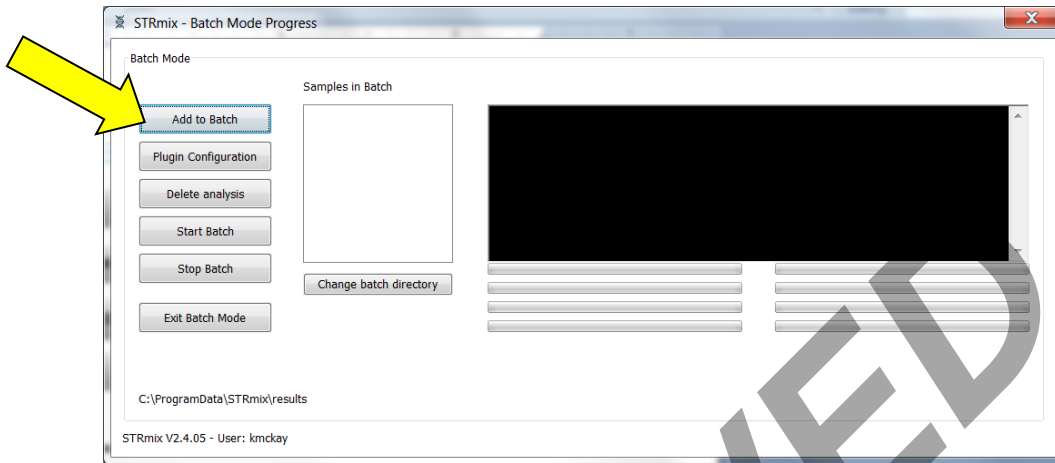 STRmix - Batch Mode Progress
Batch Mode
Samples in Batch
Add to Batch
Plugin Configuration
Delete analysis
Start Batch
Stop Batch
Change batch directory
Exit Batch Mode
C:\ProgramData\STRmix\results
STRmix V2.4.05 - User: kmckay